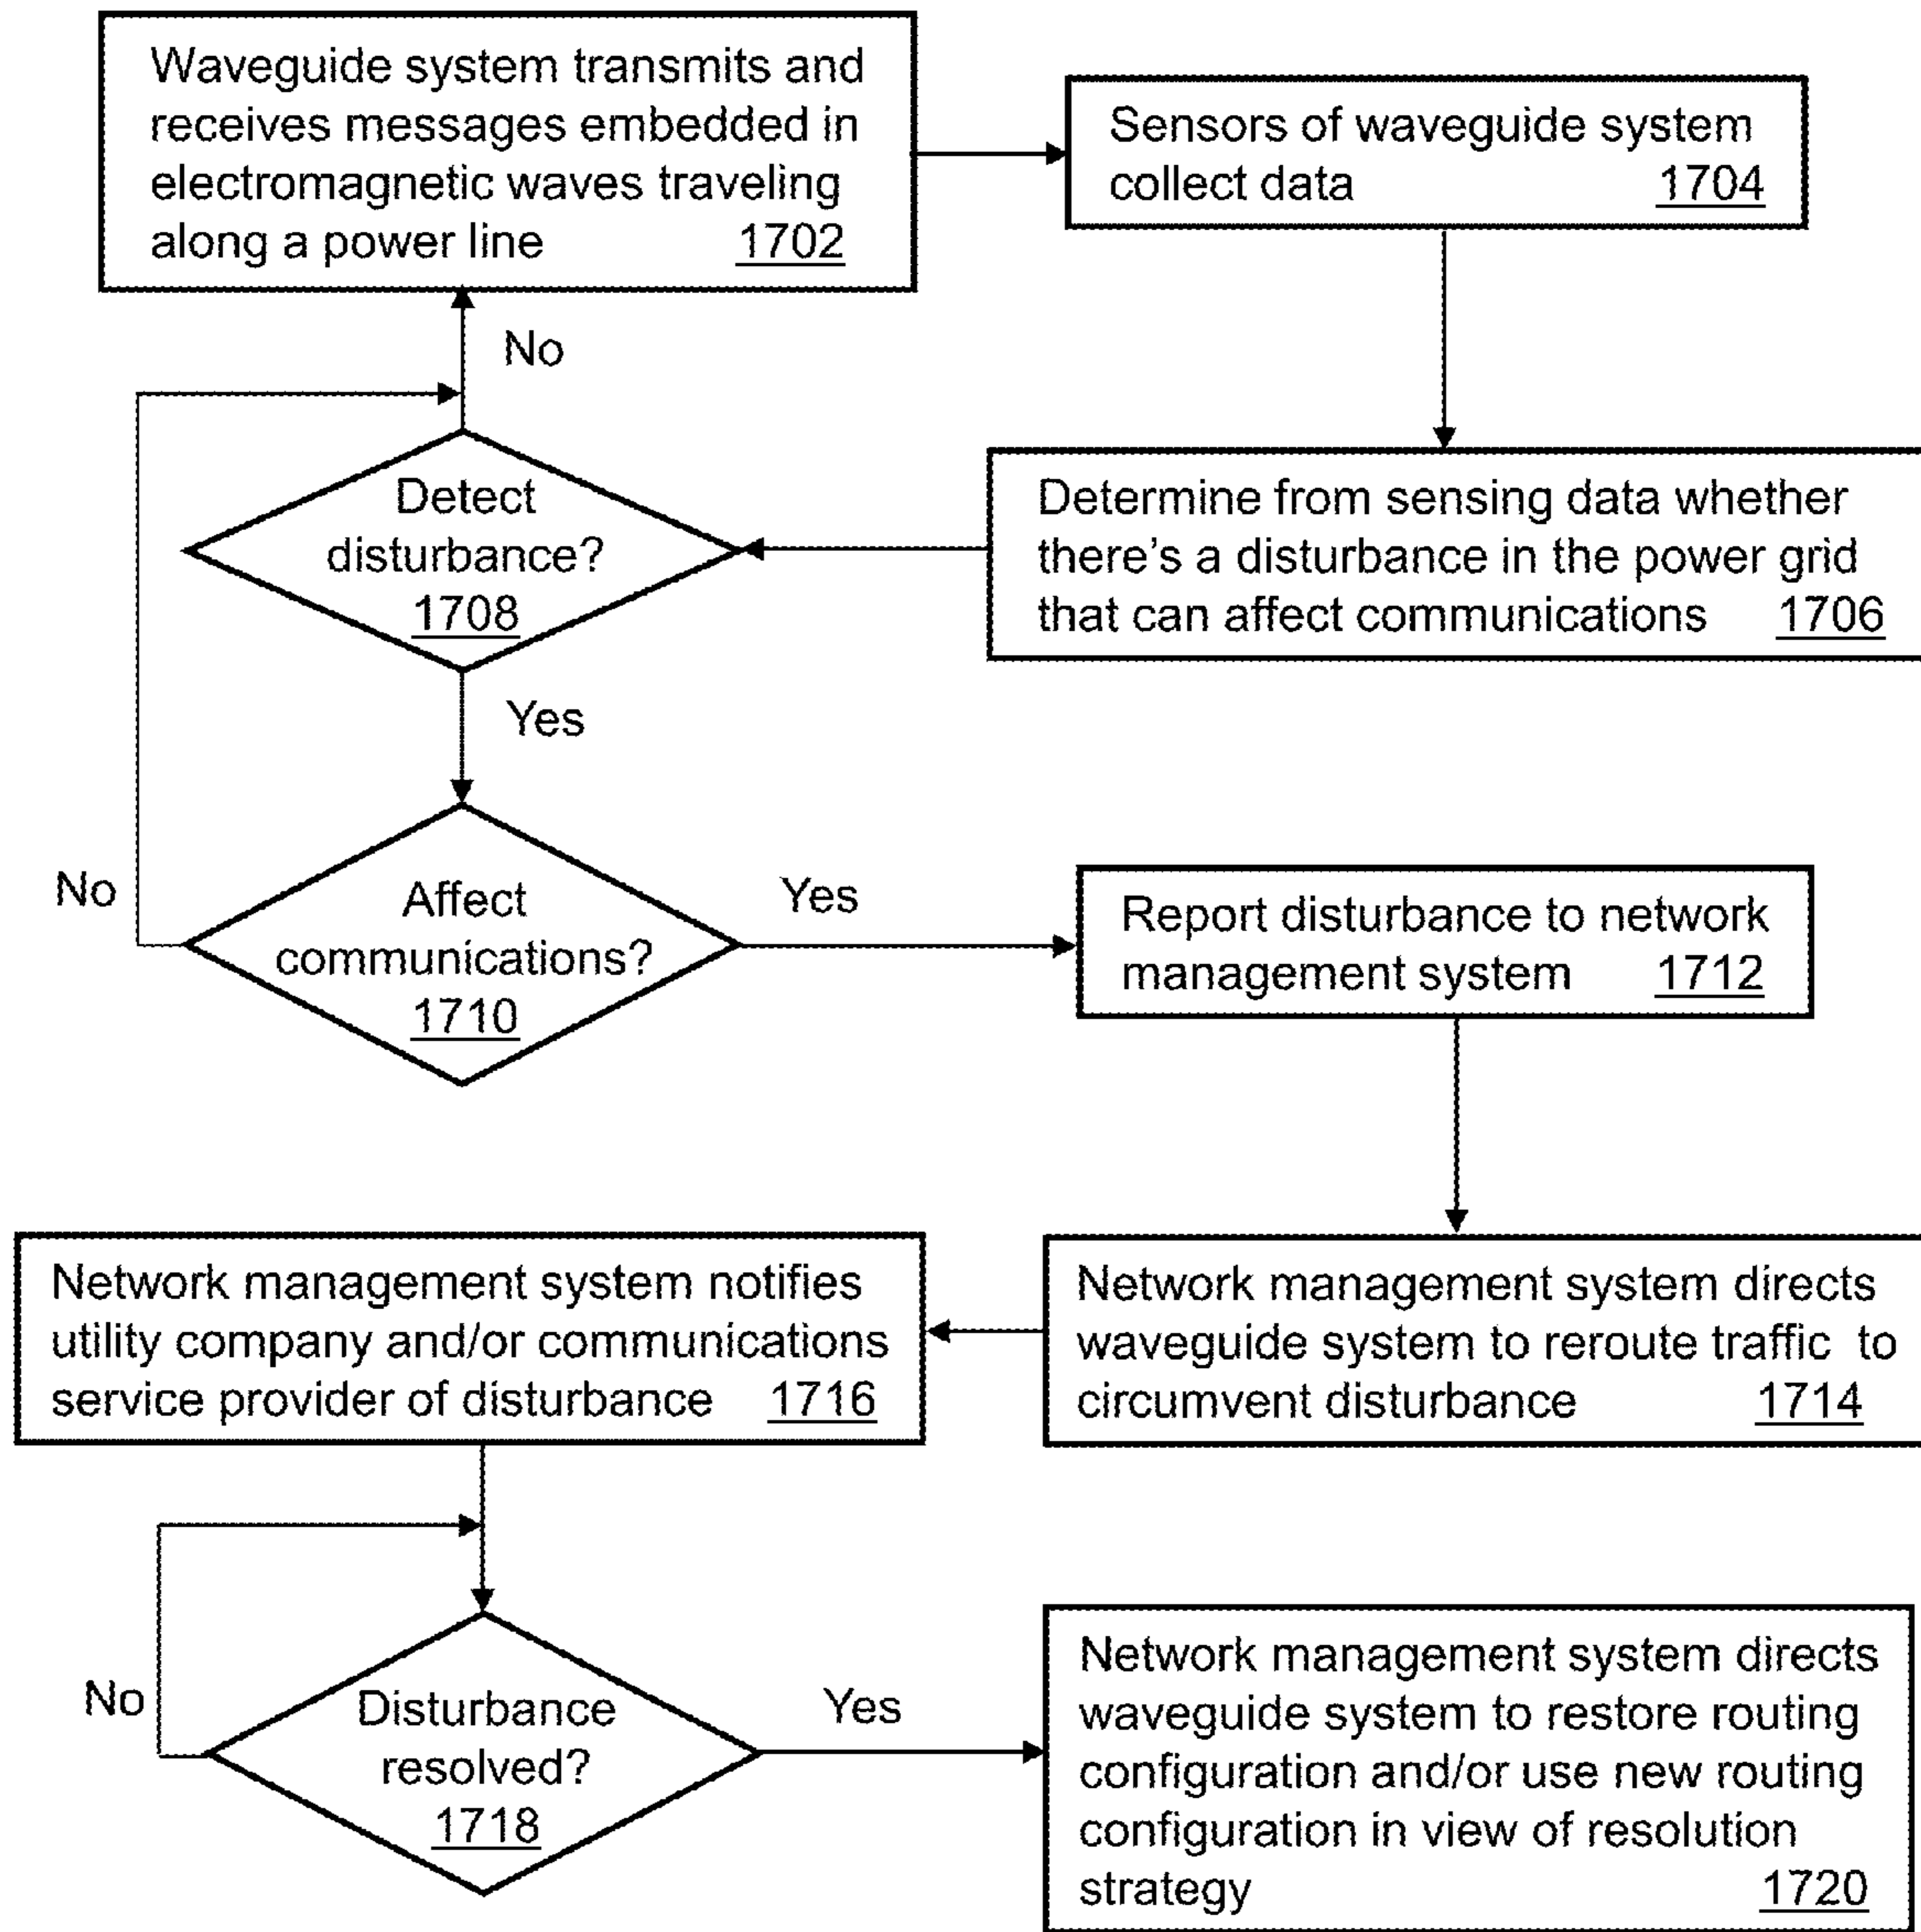 Waveguide system transmits and
receives messages embedded in
electromagnetic waves traveling
along a power line 1702
Sensors of waveguide system
collect data 1704
No
Detect
disturbance?
1708
Determine from sensing data whether
there's a disturbance in the power grid
that can affect communications 1706
Yes
No
Affect
communications?
1710
Yes
Report disturbance to network
management system 1712
Network management system directs
waveguide system to reroute traffic to
circumvent disturbance 1714
Network management system notifies
utility company and/or communications
service provider of disturbance 1716
No
Disturbance
resolved?
1718
Yes
Network management system directs
waveguide system to restore routing
configuration and/or use new routing
configuration in view of resolution
strategy 1720